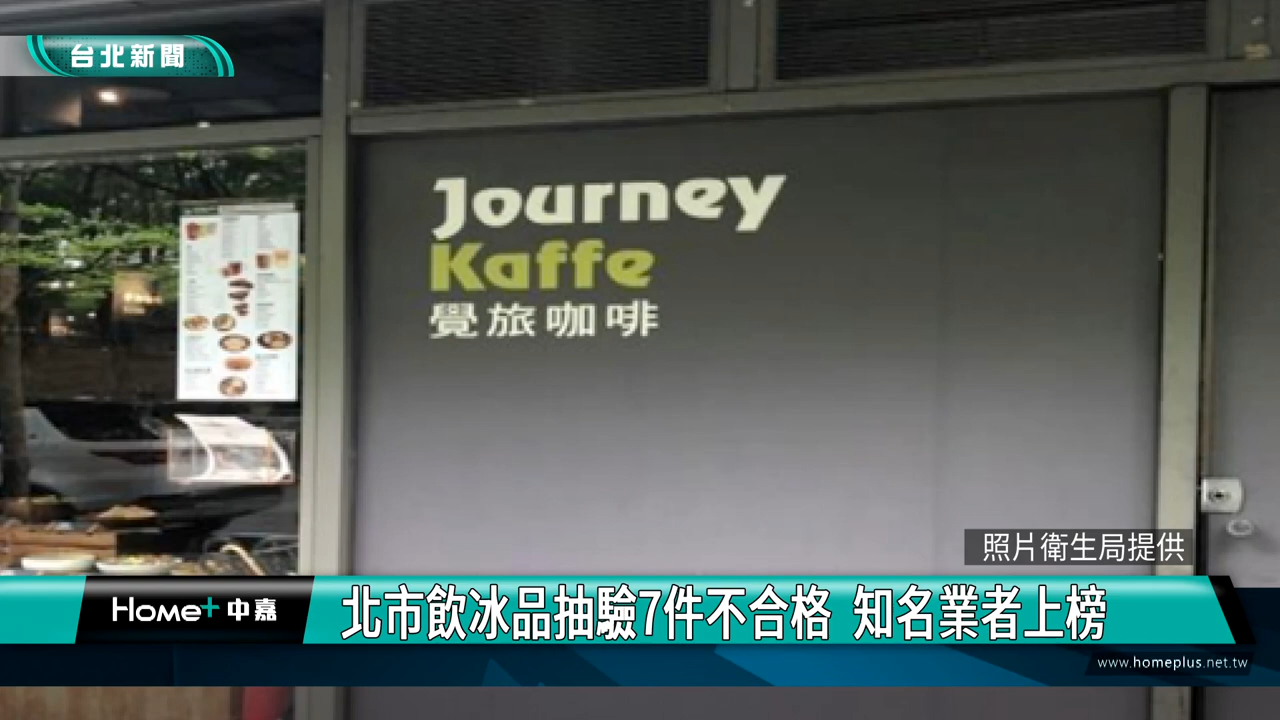 台北新聞
Journey
Kaffe
覺旅咖啡
照片衛生局提供
Home+ 中嘉
北市飲冰品抽驗7件不合格 知名業者上榜
www.homeplus.net.tw